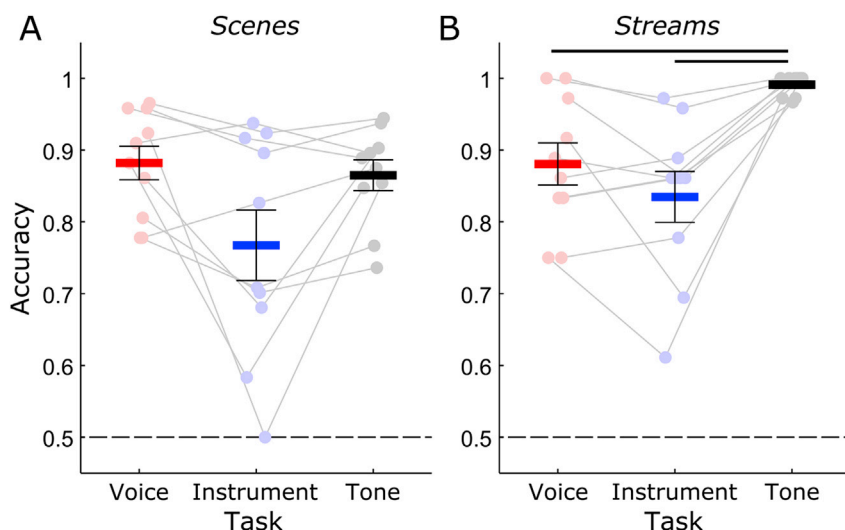 A
Scenes
Accuracy
1
0.9
0.8
0.7
0.6
0.5
Voice Instrument Tone
Task
B
Streams
1
0.9
0.8
0.7
0.6
0.5
Voice Instrument Tone
Task